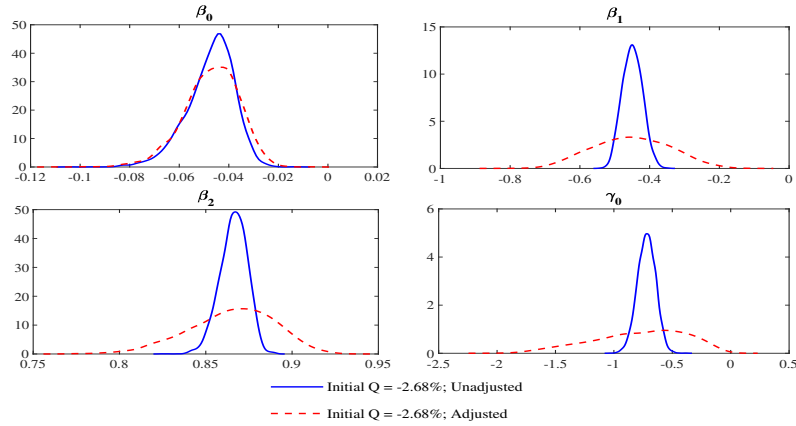 β0 β1
50
40
30
20
10
0
-0.12 -0.1 -0.08 -0.06 -0.04 -0.02 0 0.02
15
10
5
0
-1 -0.8 -0.6 -0.4 -0.2 0
β2 γ0
50
40
30
20
10
0
0.75 0.8 0.85 0.9 0.95
6
4
2
0
-2.5 -2 -1.5 -1 -0.5 0 0.5
Initial Q = -2.68%; Unadjusted
Initial Q = -2.68%; Adjusted